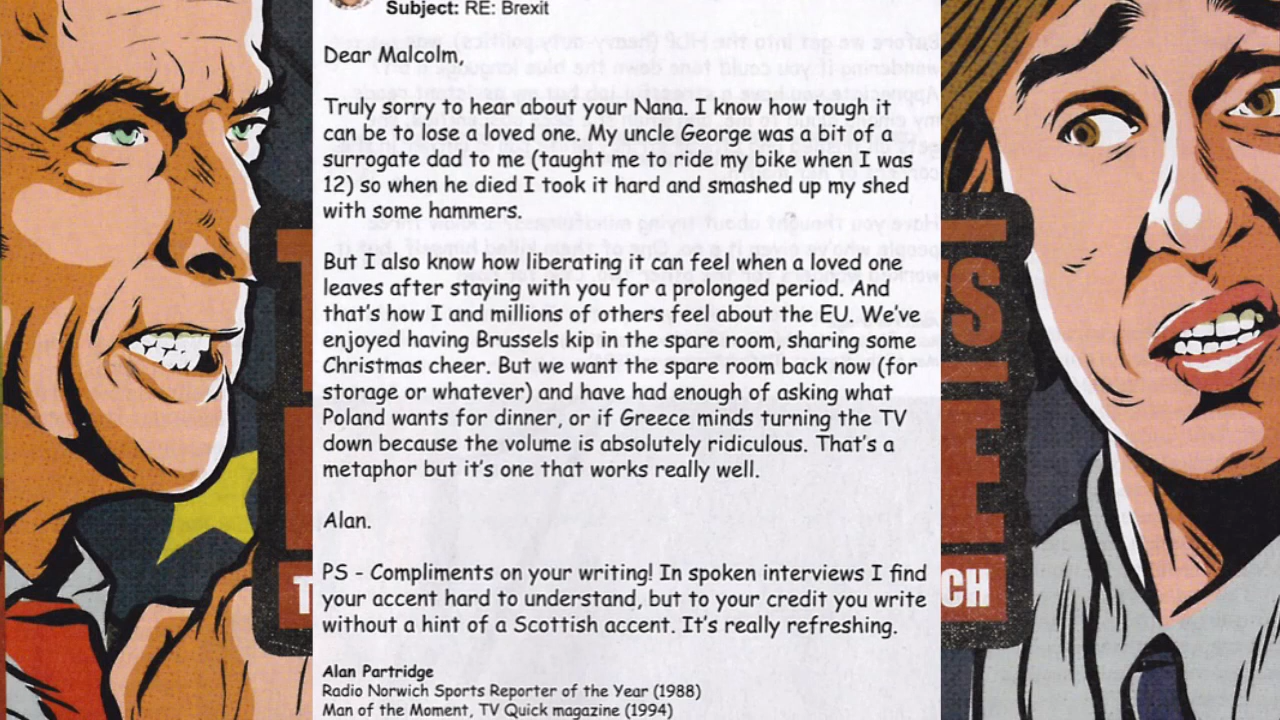 Subject: RE: Brexit
Dear Malcolm,
Truly sorry to hear about your Nana. I know how tough it
can be to lose a loved one. My uncle George was a bit of a
surrogate dad to me (taught me to ride my bike when I was
12) so when he died I took it hard and smashed up my shed
with some hammers.
But I also know how liberating it can feel when a loved one
leaves after staying with you for a prolonged period. And
that's how I and millions of others feel about the EU. We've
enjoyed having Brussels kip in the spare room, sharing some
Christmas cheer. But we want the spare room back now (for
storage or whatever) and have had enough of asking what
Poland wants for dinner, or if Greece minds turning the TV
down because the volume is absolutely ridiculous. That's a
metaphor but it's one that works really well.
Alan.
PS - Compliments on your writing! In spoken interviews I find
your accent hard to understand, but to your credit you write
without a hint of a Scottish accent. It's really refreshing.
Alan Partridge
Radio Norwich Sports Reporter of the Year (1988)
Man of the Moment, TV Quick magazine (1994)
S
E
T
CH